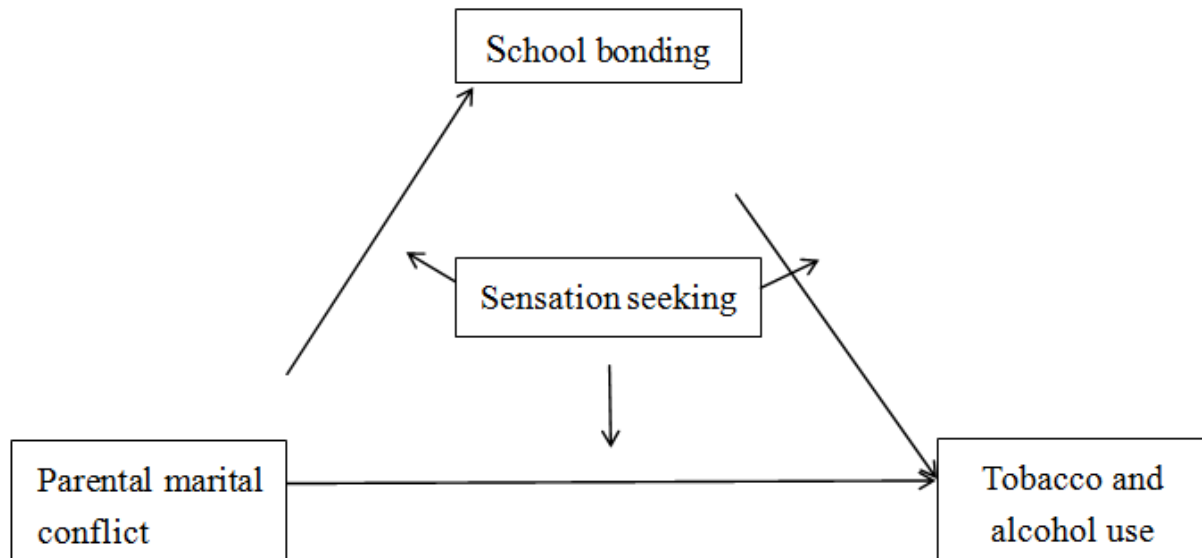 School bonding
Sensation seeking
Parental marital
conflict
Tobacco and
alcohol use